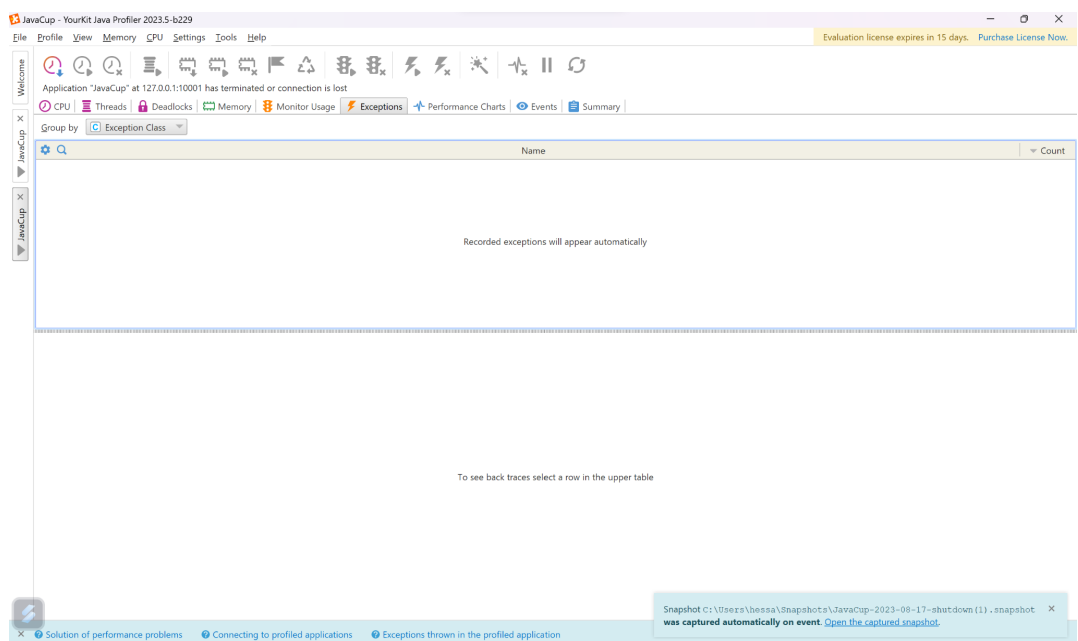 JavaCup - YourKit Java Profiler 2023.5-b229
File Profile View Memory CPU Settings Tools Help
Evaluation license expires in 15 days. Purchase License Now.
Welcome
JavaCup
JavaCup
Application "JavaCup" at 127.0.0.1:10001 has terminated or connection is lost
CPU Threads Deadlocks Memory Monitor Usage Exceptions Performance Charts Events Summary
Group by C Exception Class
Name Count
Recorded exceptions will appear automatically
To see back traces select a row in the upper table
Snapshot C:\Users\hessa\Snapshots\JavaCup-2023-08-17-shutdown(1).snapshot
was captured automatically on event. Open the captured snapshot.
Solution of performance problems Connecting to profiled applications Exceptions thrown in the profiled application